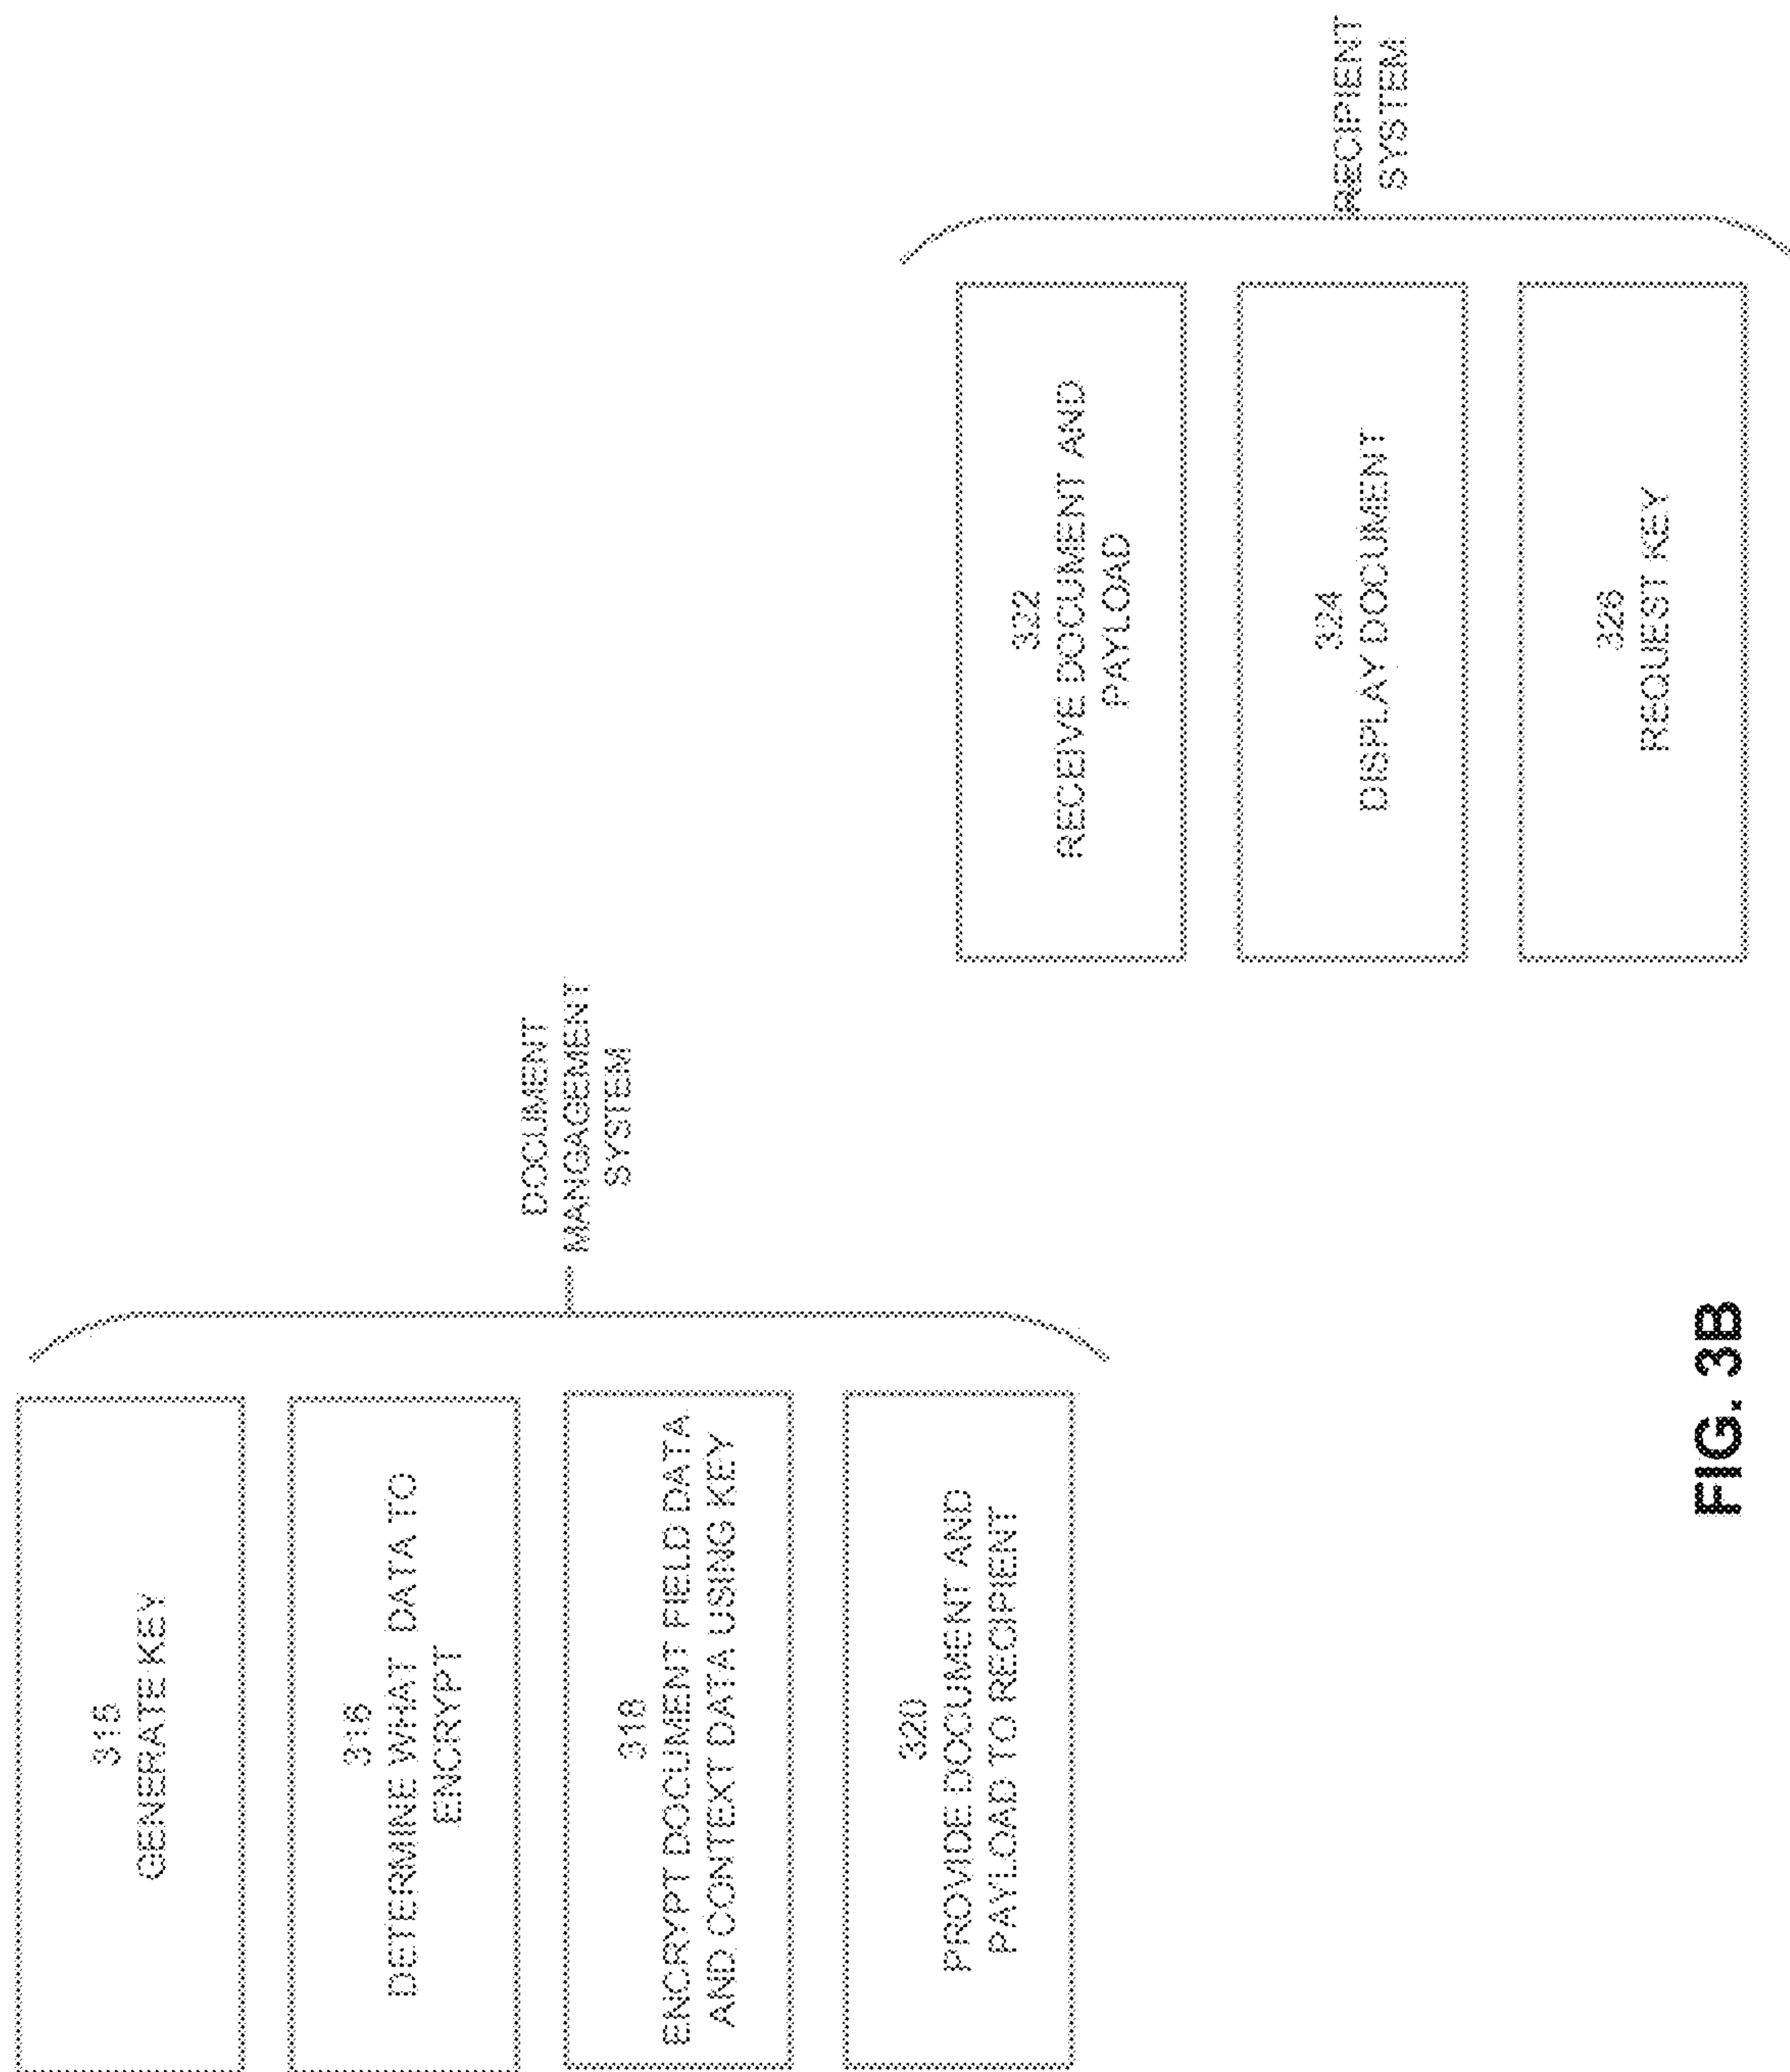 315
GENERATE KEY
316
DETERMINE WHAT DATA TO
ENCRYPT
318
ENCRYPT DOCUMENT FIELD DATA
AND CONTEXT DATA USING KEY
320
PROVIDE DOCUMENT AND
PAYLOAD TO RECIPIENT
DOCUMENT
MANGAGEMENT
SYSTEM
322
RECEIVE DOCUMENT AND
PAYLOAD
324
DISPLAY DOCUMENT
326
REQUEST KEY
RECIPIENT
SYSTEM
FIG. 3B